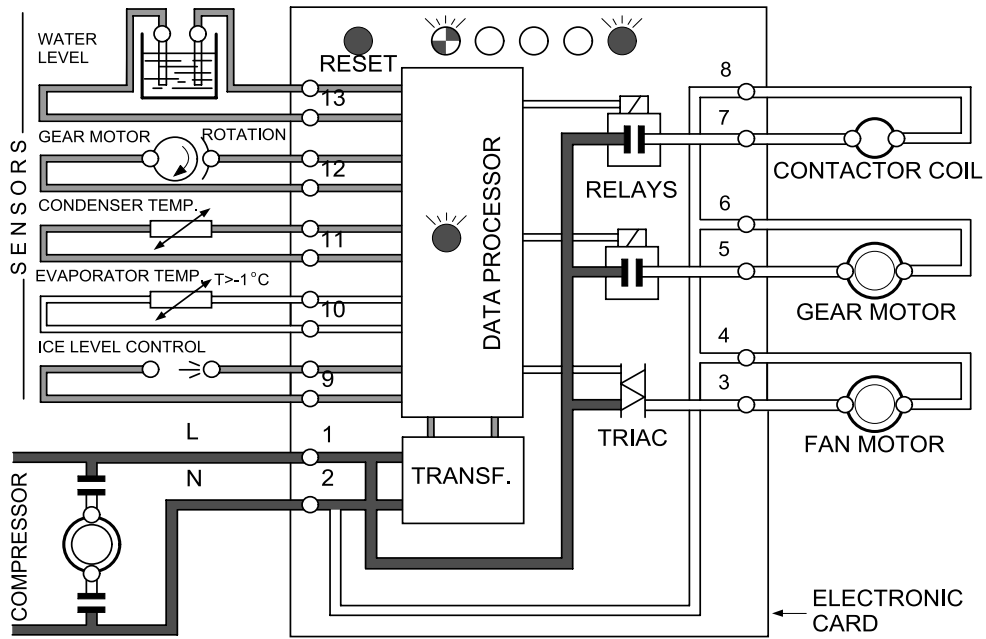 WATER
LEVEL
RESET
13
GEAR MOTOR
ROTATION
12
CONDENSER TEMP.
11
EVAPORATOR TEMP.
T>-1°C
10
ICE LEVEL CONTROL
9
SENSORS
DATA PROCESSOR
RELAYS
TRIAC
8
7
CONTACTOR COIL
6
5
GEAR MOTOR
4
3
FAN MOTOR
L
1
N
2
TRANSF.
COMPRESSOR
ELECTRONIC
CARD